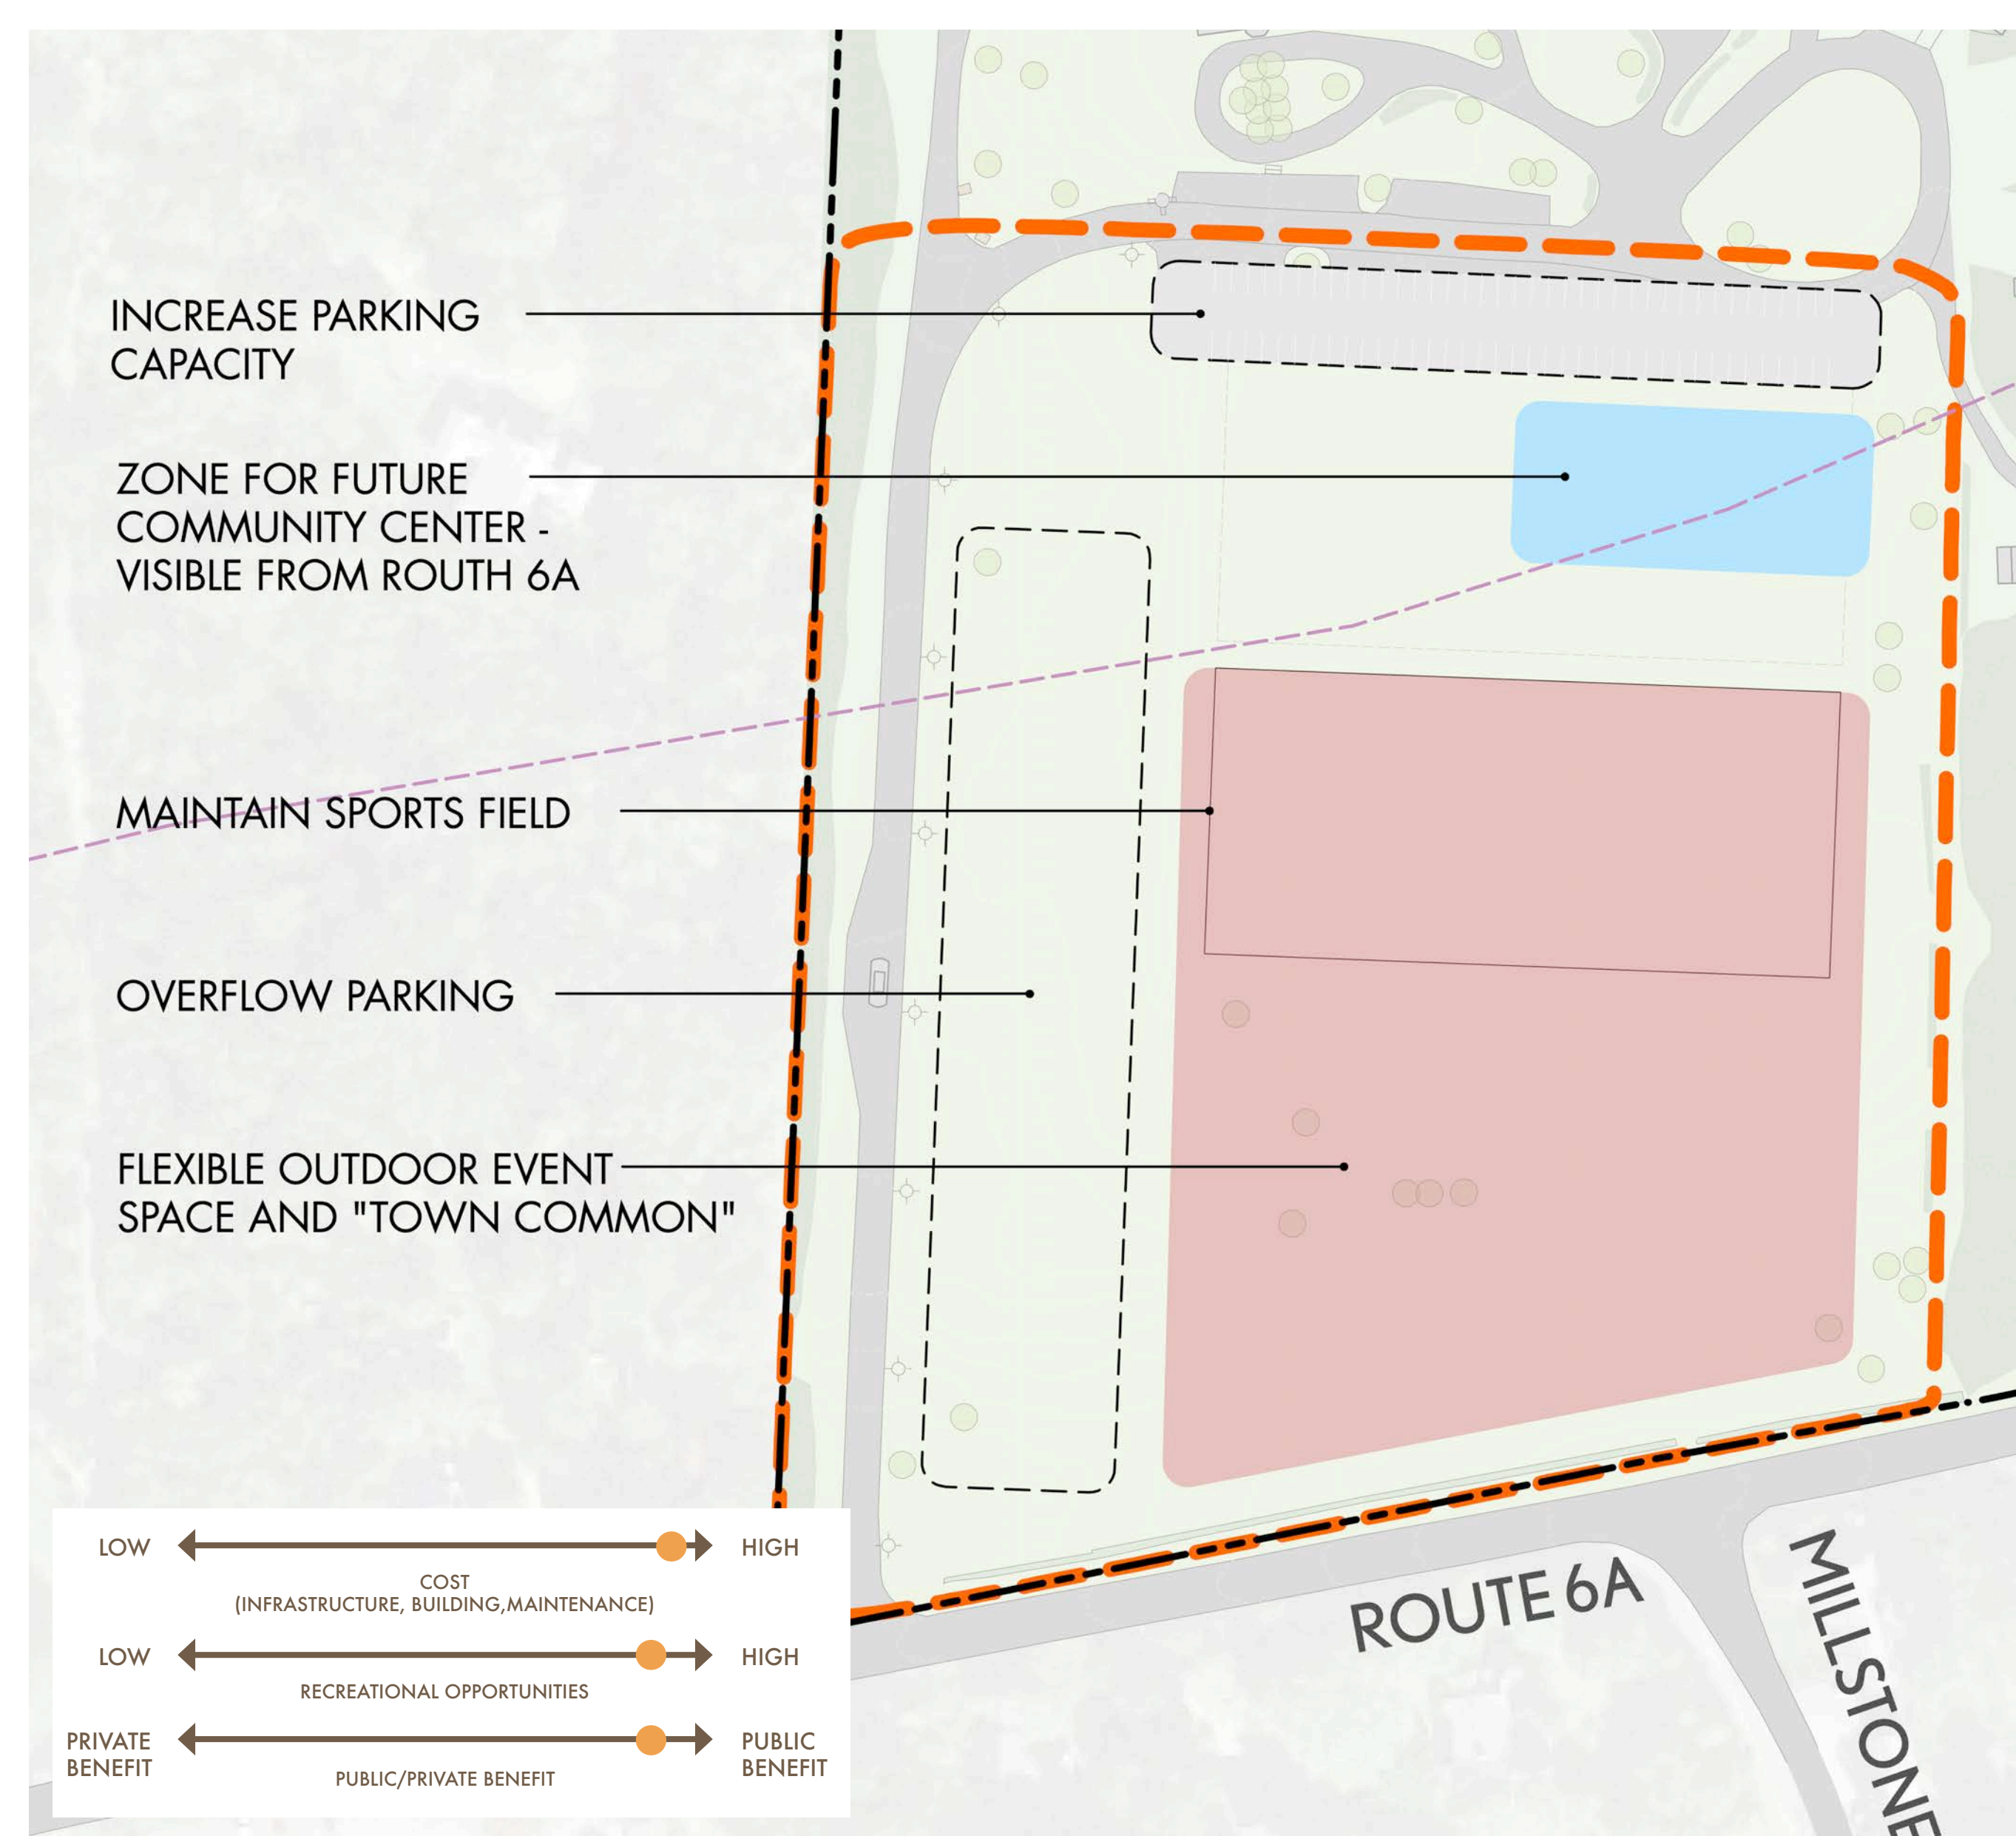 INCREASE PARKING
CAPACITY
ZONE FOR FUTURE
COMMUNITY CENTER -
VISIBLE FROM ROUTH 6A
MAINTAIN SPORTS FIELD
OVERFLOW PARKING
FLEXIBLE OUTDOOR EVENT
SPACE AND "TOWN COMMON"
LOW
HIGH
COST
(INFRASTRUCTURE, BUILDING,MAINTENANCE)
LOW
HIGH
RECREATIONAL OPPORTUNITIES
PRIVATE
BENEFIT
PUBLIC
BENEFIT
PUBLIC/PRIVATE BENEFIT
ROUTE 6A
MILLSTONE